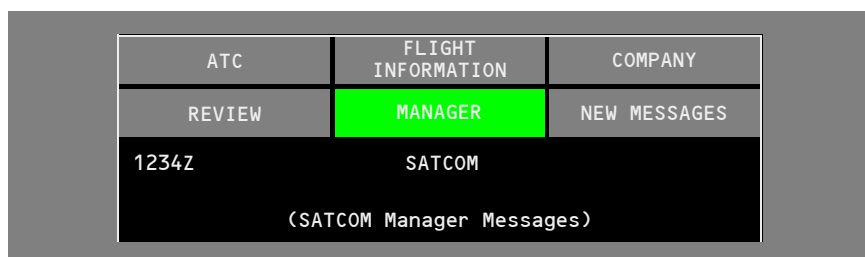 ATC
FLIGHT
INFORMATION
COMPANY
REVIEW
MANAGER
NEW MESSAGES
1234Z
SATCOM
(SATCOM Manager Messages)